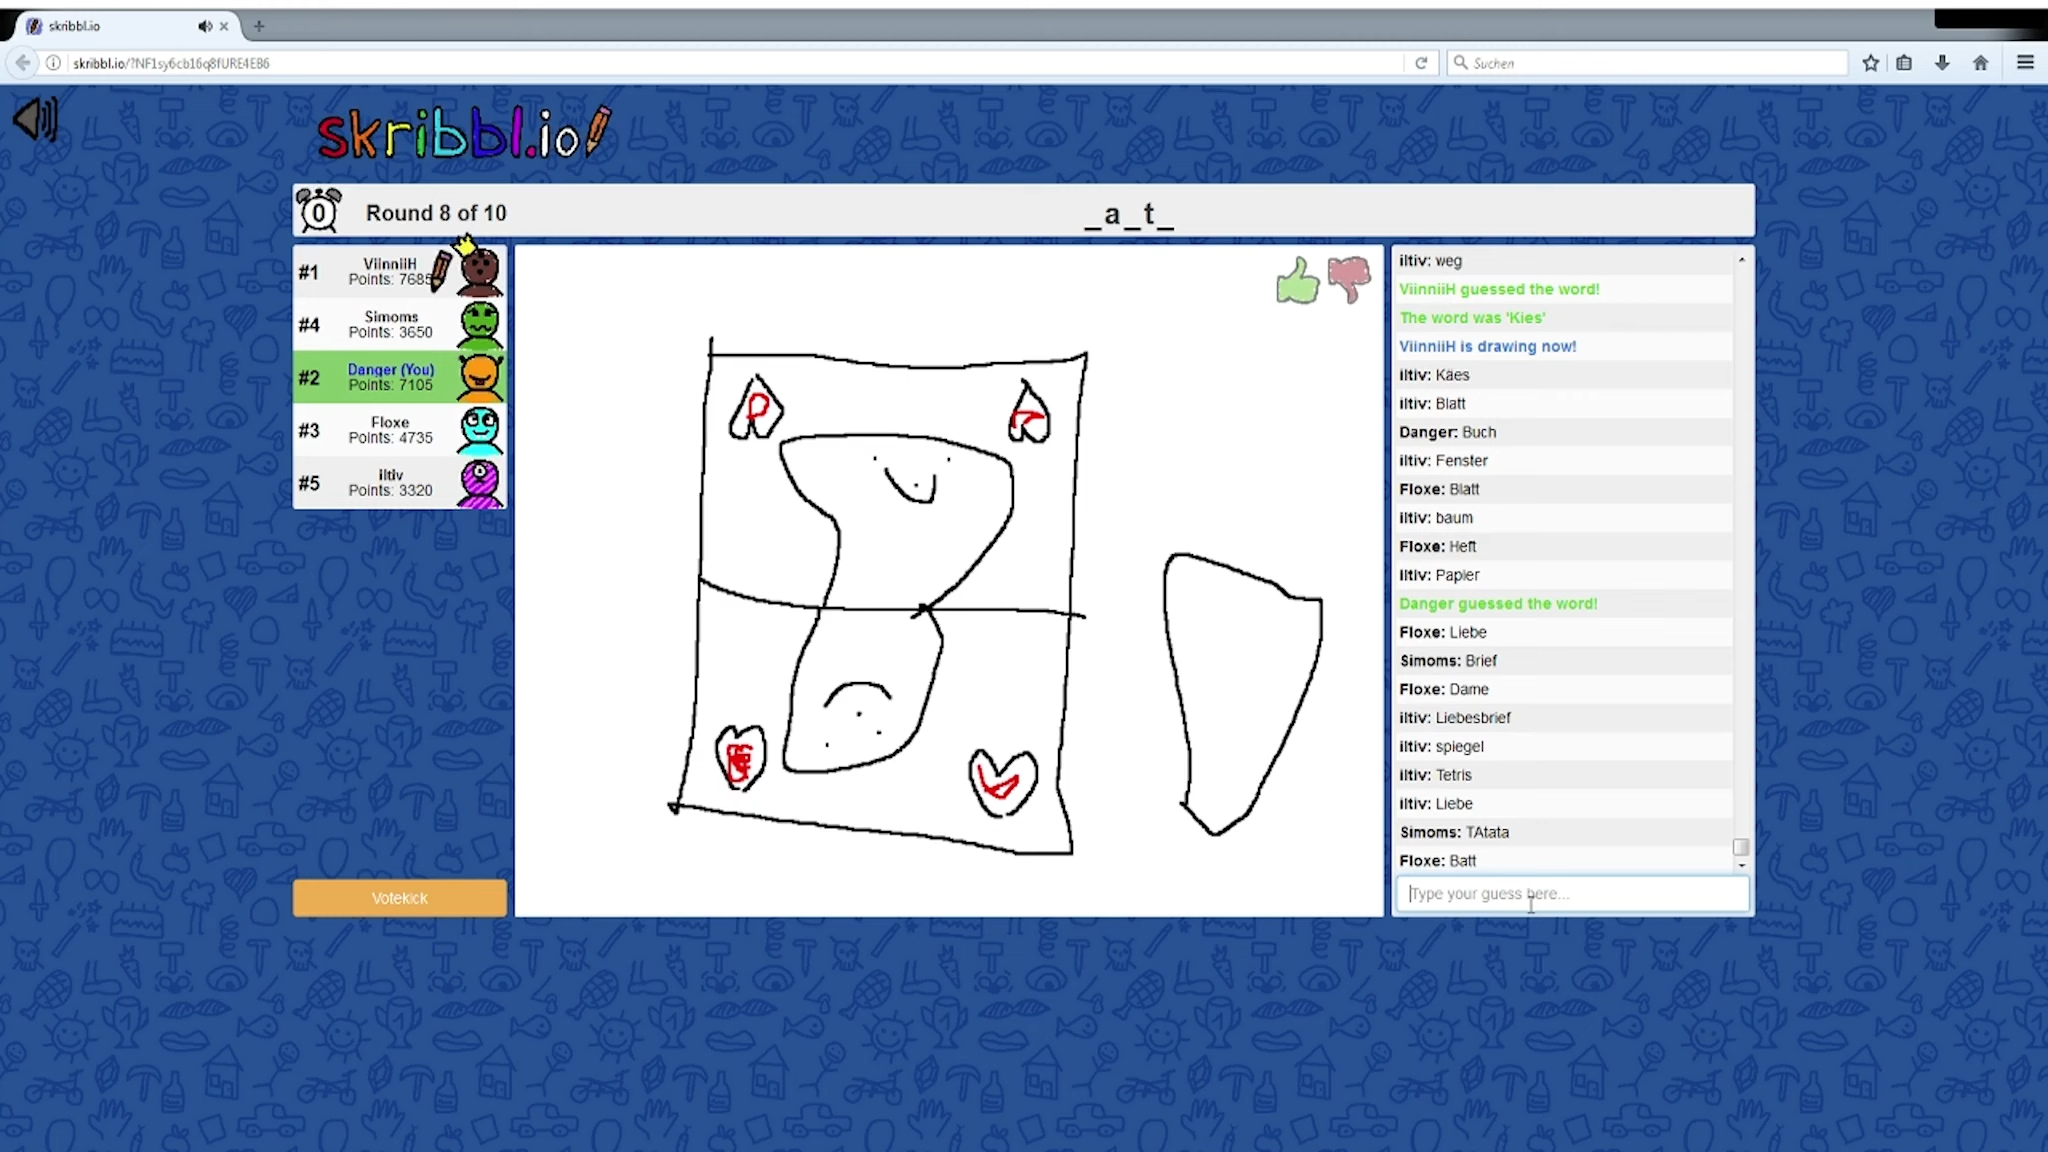 skribbl.io
skribbl.io/?NF1sy6cb16q8fURE4EB6
Suchen
skribbl.io
0
Round 8 of 10
_a_t_
#1
ViinniiH
Points: 7685
#4
Simoms
Points: 3650
#2
Danger (You)
Points: 7105
#3
Floxe
Points: 4735
#5
iltiv
Points: 3320
Votekick
iltiv: weg
ViinniiH guessed the word!
The word was 'Kies'
ViinniiH is drawing now!
iltiv: Käes
iltiv: Blatt
Danger: Buch
iltiv: Fenster
Floxe: Blatt
iltiv: baum
Floxe: Heft
iltiv: Papier
Danger guessed the word!
Floxe: Liebe
Simoms: Brief
Floxe: Dame
iltiv: Liebesbrief
iltiv: spiegel
iltiv: Tetris
iltiv: Liebe
Simoms: TAtata
Floxe: Batt
Type your guess here...